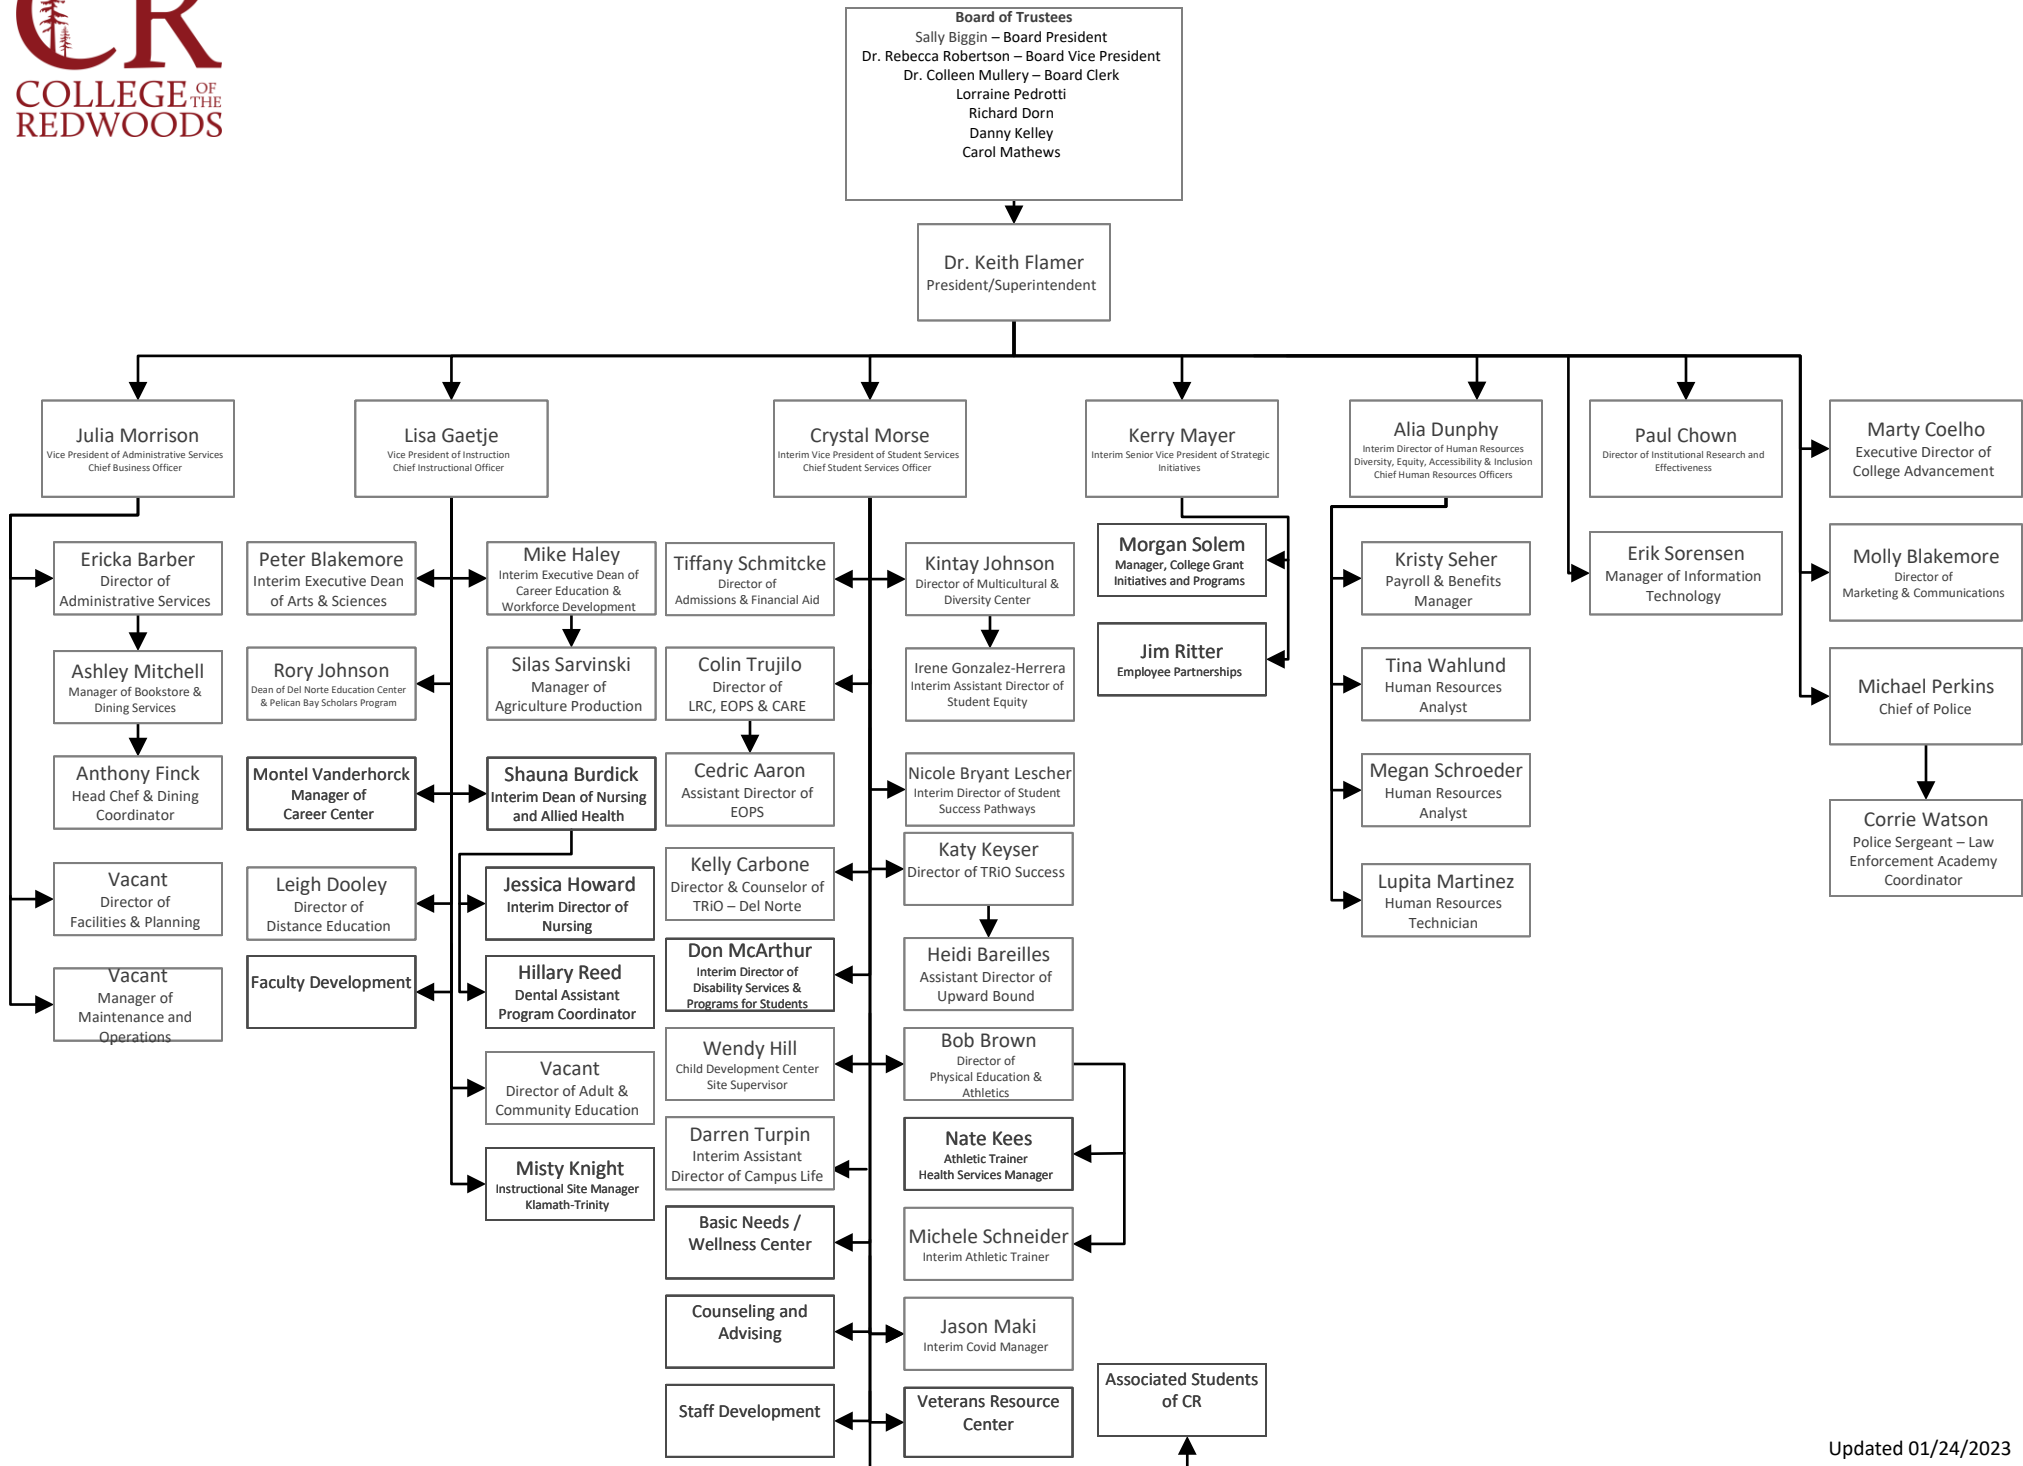 CR
COLLEGE OF THE
REDWOODS
Board of Trustees
Sally Biggin – Board President
Dr. Rebecca Robertson – Board Vice President
Dr. Colleen Mullery – Board Clerk
Lorraine Pedrotti
Richard Dorn
Danny Kelley
Carol Mathews
Dr. Keith Flamer
President/Superintendent
Julia Morrison
Vice President of Administrative Services
Chief Business Officer
Lisa Gaetje
Vice President of Instruction
Chief Instructional Officer
Crystal Morse
Interim Vice President of Student Services
Chief Student Services Officer
Kerry Mayer
Interim Senior Vice President of Strategic
Initiatives
Alia Dunphy
Interim Director of Human Resources
Diversity, Equity, Accessibility & Inclusion
Chief Human Resources Officers
Paul Chown
Director of Institutional Research and
Effectiveness
Marty Coelho
Executive Director of
College Advancement
Ericka Barber
Director of
Administrative Services
Ashley Mitchell
Manager of Bookstore &
Dining Services
Anthony Finck
Head Chef & Dining
Coordinator
Vacant
Director of
Facilities & Planning
Vacant
Manager of
Maintenance and
Operations
Peter Blakemore
Interim Executive Dean
of Arts & Sciences
Rory Johnson
Dean of Del Norte Education Center
& Pelican Bay Scholars Program
Montel Vanderhorck
Manager of
Career Center
Leigh Dooley
Director of
Distance Education
Faculty Development
Mike Haley
Interim Executive Dean of
Career Education &
Workforce Development
Silas Sarvinski
Manager of
Agriculture Production
Shauna Burdick
Interim Dean of Nursing
and Allied Health
Jessica Howard
Interim Director of
Nursing
Hillary Reed
Dental Assistant
Program Coordinator
Vacant
Director of Adult &
Community Education
Misty Knight
Instructional Site Manager
Klamath-Trinity
Tiffany Schmitcke
Director of
Admissions & Financial Aid
Colin Trujilo
Director of
LRC, EOPS & CARE
Cedric Aaron
Assistant Director of
EOPS
Kelly Carbone
Director & Counselor of
TRiO – Del Norte
Don McArthur
Interim Director of
Disability Services &
Programs for Students
Wendy Hill
Child Development Center
Site Supervisor
Darren Turpin
Interim Assistant
Director of Campus Life
Basic Needs /
Wellness Center
Counseling and
Advising
Staff Development
Kintay Johnson
Director of Multicultural &
Diversity Center
Irene Gonzalez-Herrera
Interim Assistant Director of
Student Equity
Nicole Bryant Lescher
Interim Director of Student
Success Pathways
Katy Keyser
Director of TRiO Success
Heidi Bareilles
Assistant Director of
Upward Bound
Bob Brown
Director of
Physical Education &
Athletics
Nate Kees
Athletic Trainer
Health Services Manager
Michele Schneider
Interim Athletic Trainer
Jason Maki
Interim Covid Manager
Veterans Resource
Center
Morgan Solem
Manager, College Grant
Initiatives and Programs
Jim Ritter
Employee Partnerships
Associated Students
of CR
Kristy Seher
Payroll & Benefits
Manager
Tina Wahlund
Human Resources
Analyst
Megan Schroeder
Human Resources
Analyst
Lupita Martinez
Human Resources
Technician
Erik Sorensen
Manager of Information
Technology
Molly Blakemore
Director of
Marketing & Communications
Michael Perkins
Chief of Police
Corrie Watson
Police Sergeant – Law
Enforcement Academy
Coordinator
Updated 01/24/2023